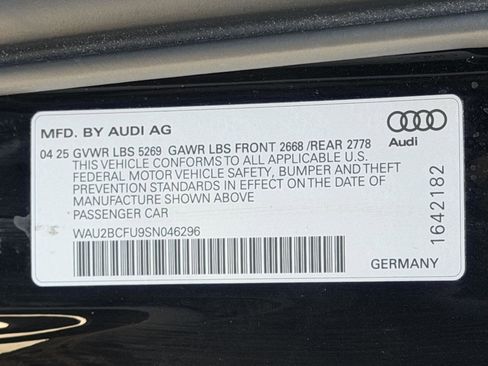 MFD. BY AUDI AG
Audi
04 25 GVWR LBS 5269 GAWR LBS FRONT 2668 /REAR 2778
THIS VEHICLE CONFORMS TO ALL APPLICABLE U.S.
FEDERAL MOTOR VEHICLE SAFETY, BUMPER AND THEFT
PREVENTION STANDARDS IN EFFECT ON THE DATE OF
MANUFACTURE SHOWN ABOVE
PASSENGER CAR
WAU2BCFU9SN046296
1642182
GERMANY